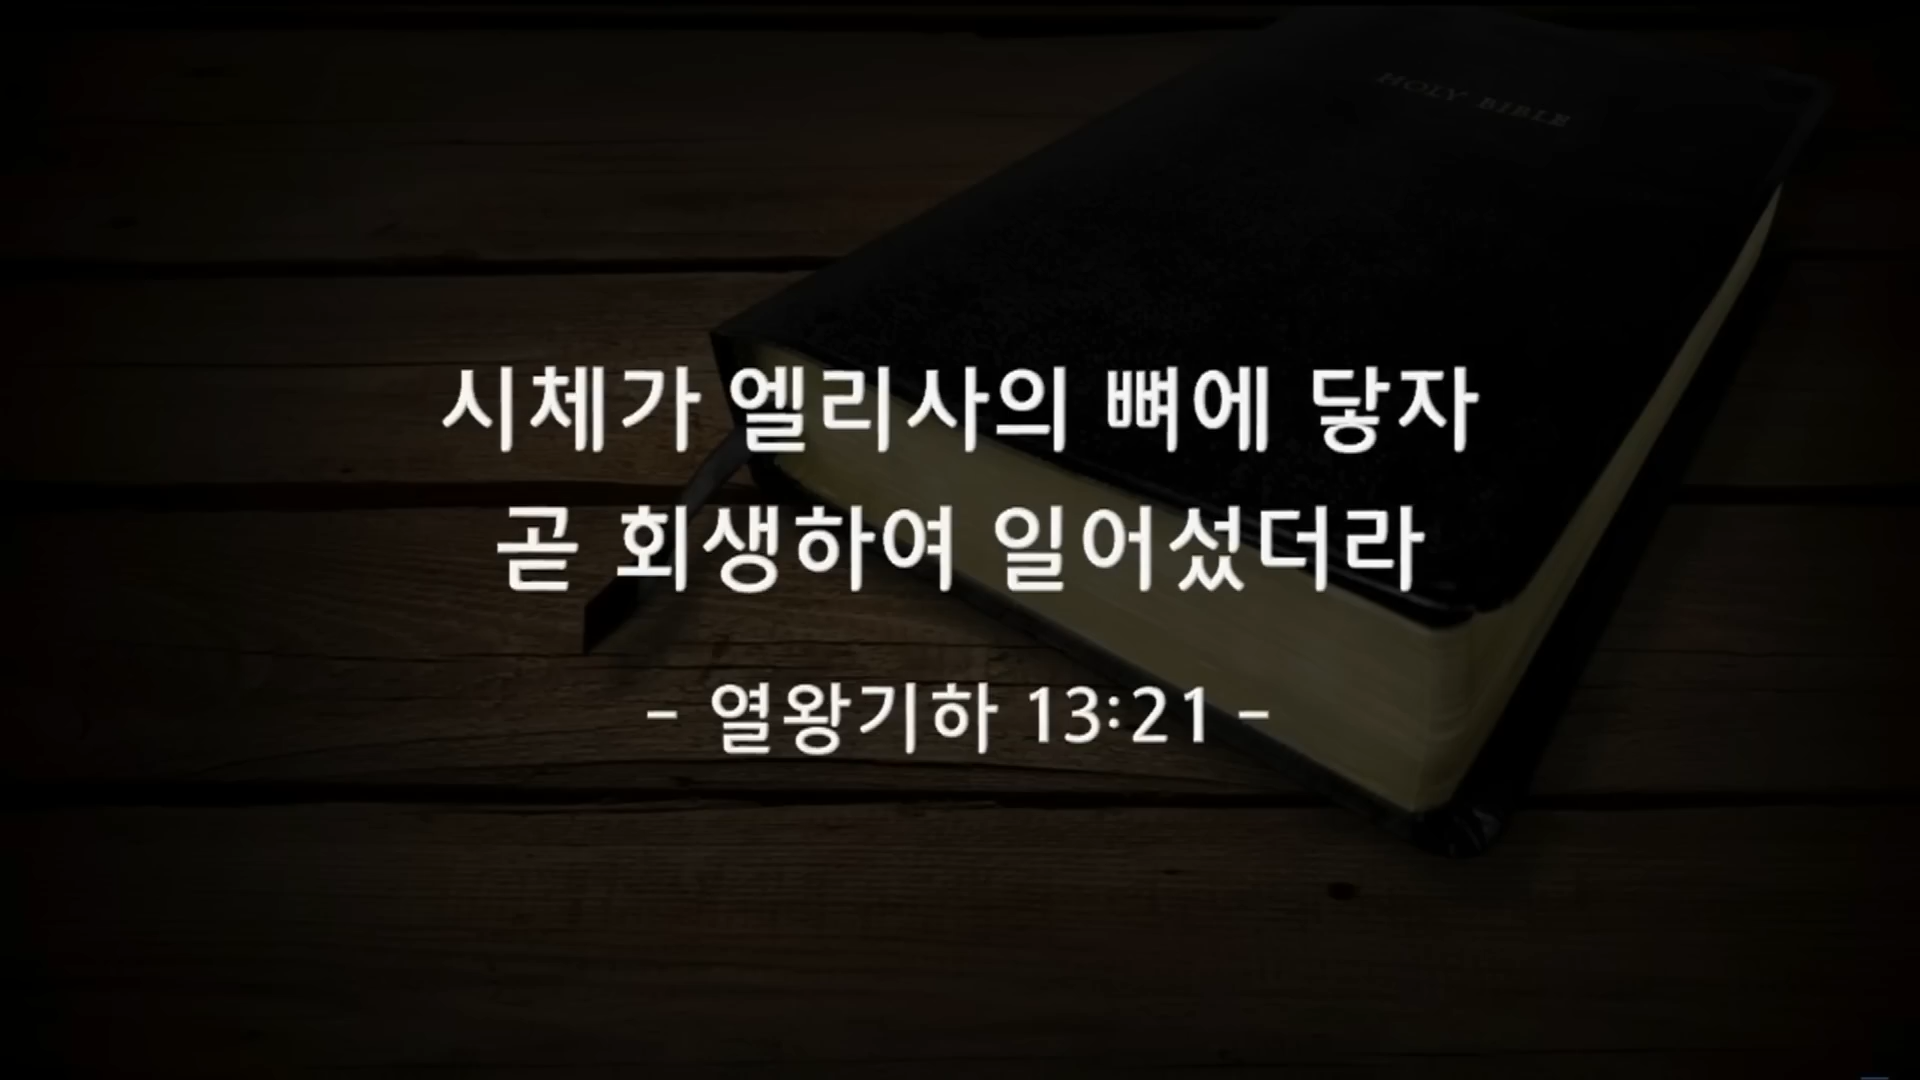 HOLY BIBLE
시체가 엘리사의 뼈에 닿자
곧 회생하여 일어섰더라
- 열왕기하 13:21 -